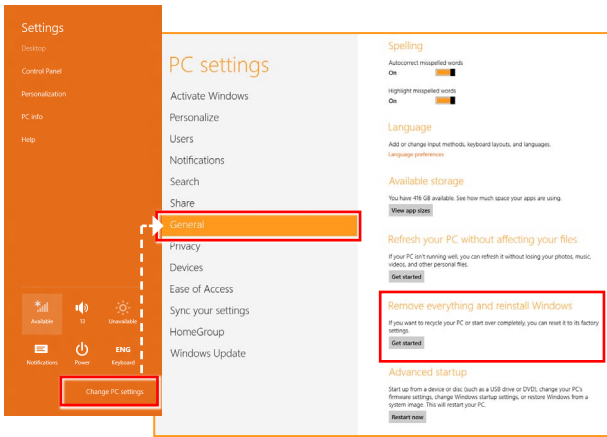 Settings
Desktop
Control Panel
Personalization
PC info
Help
Available
13
Unavailable
Notifications
Power
ENG
Keyboard
Change PC settings
PC settings
Activate Windows
Personalize
Users
Notifications
Search
Share
General
Privacy
Devices
Ease of Access
Sync your settings
HomeGroup
Windows Update
Spelling
Autocorrect misspelled words
On
Highlight misspelled words
On
Language
Add or change input methods, keyboard layouts, and languages.
Language preferences
Available storage
You have 416 GB available. See how much space your apps are using.
View app sizes
Refresh your PC without affecting your files
If your PC isn't running well, you can refresh it without losing your photos, music,
videos, and other personal files.
Get started
Remove everything and reinstall Windows
If you want to recycle your PC or start over completely, you can reset it to its factory
settings.
Get started
Advanced startup
Start up from a device or disc (such as a USB drive or DVD), change your PC's
firmware settings, change Windows startup settings, or restore Windows from a
system image. This will restart your PC.
Restart now